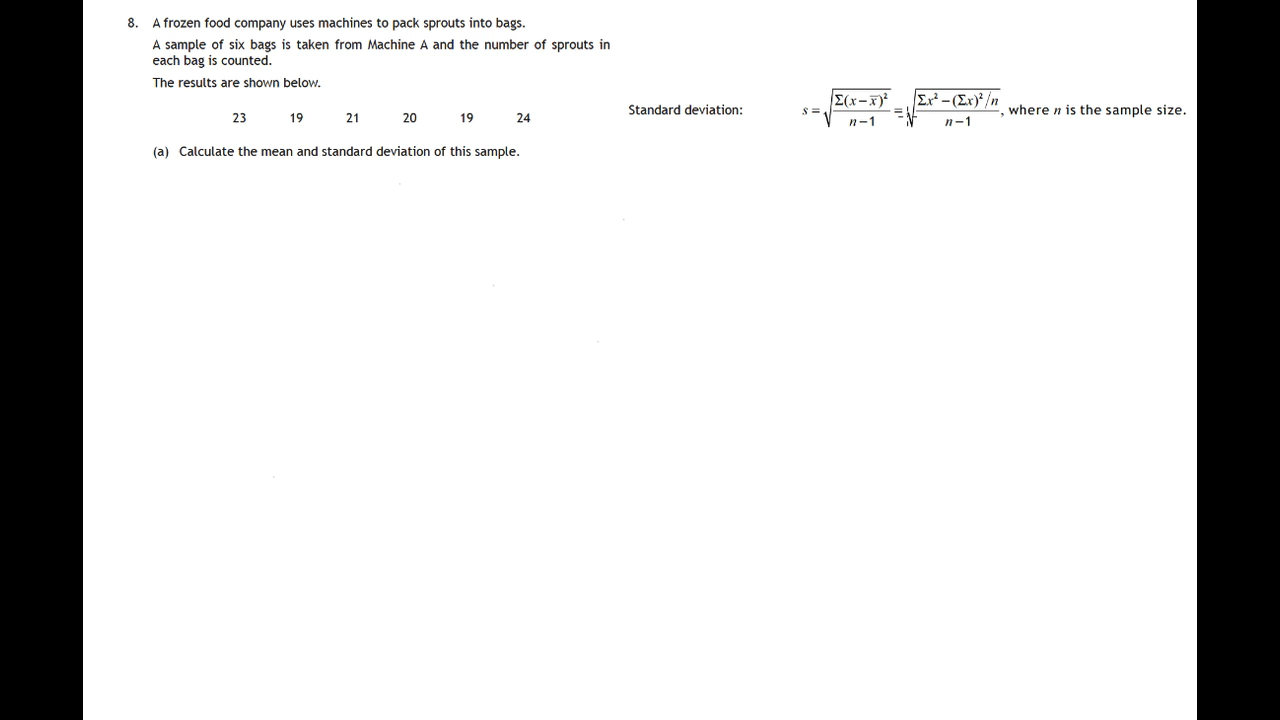 8. A frozen food company uses machines to pack sprouts into bags.
A sample of six bags is taken from Machine A and the number of sprouts in
each bag is counted.
The results are shown below.
23 19 21 20 19 24
(a) Calculate the mean and standard deviation of this sample.
Standard deviation: s = √(Σ(x−x̅)²/(n−1)) = √((Σx²−(Σx)²/n)/(n−1)), where n is the sample size.